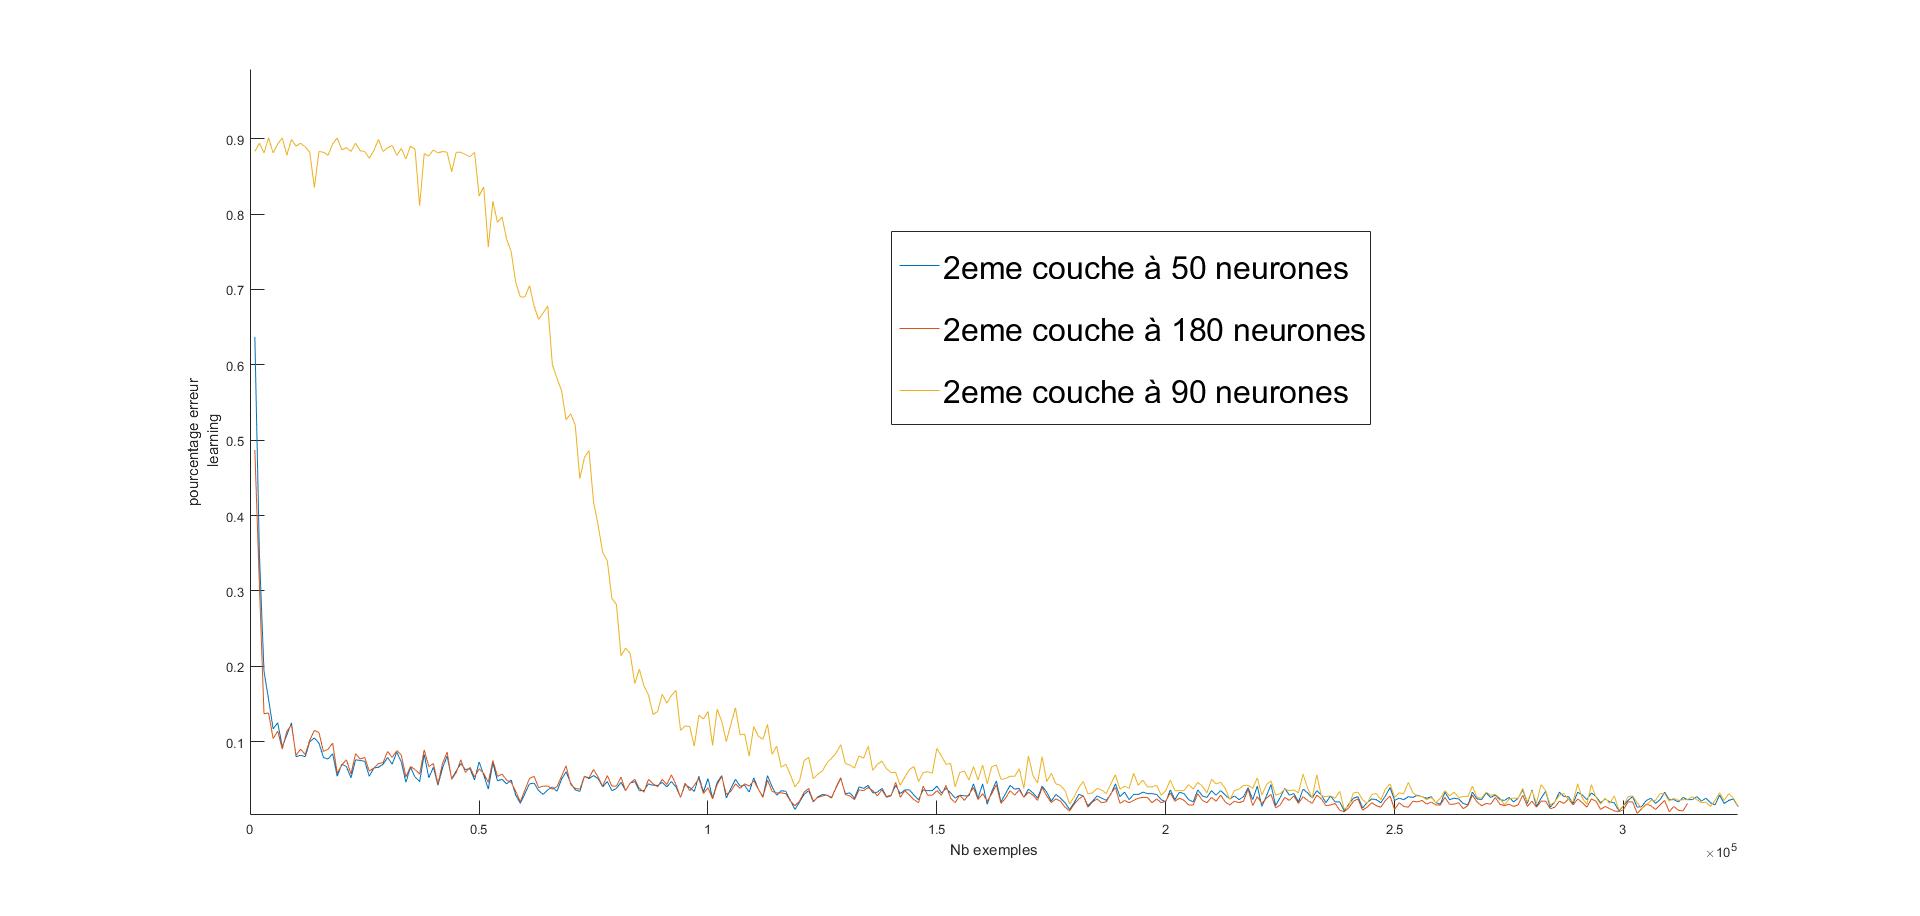 0.9
0.8
0.7
0.6
0.5
0.4
0.3
0.2
0.1
pourcentage erreur
learning
2eme couche à 50 neurones
2eme couche à 180 neurones
2eme couche à 90 neurones
0 0.5 1 1.5 2 2.5 3
Nb exemples
×10⁵